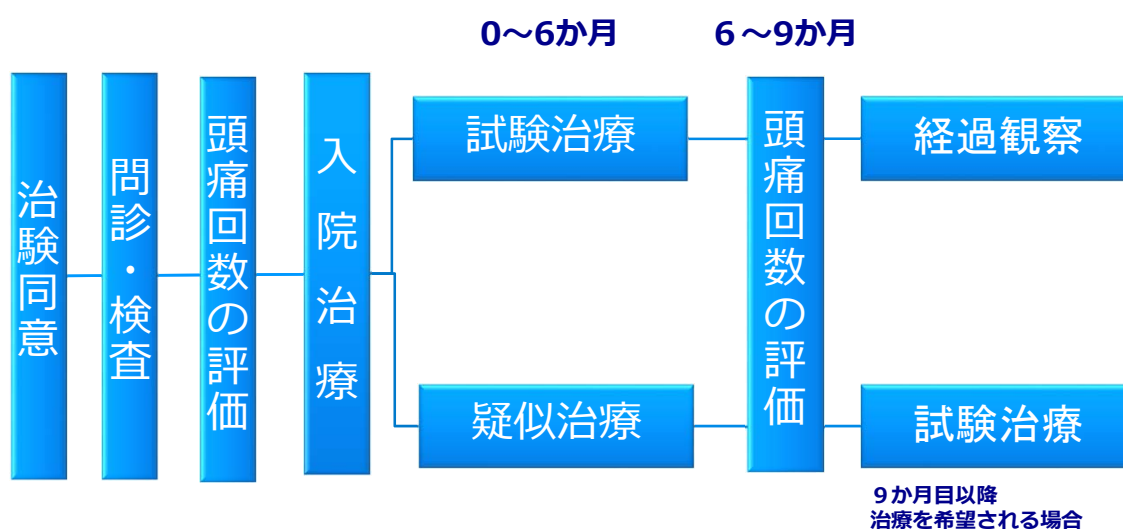 0～6か月
６～9か月
治験同意
問診・検査
頭痛回数の評価
入院治療
試験治療
疑似治療
頭痛回数の評価
経過観察
試験治療
９か月目以降
治療を希望される場合